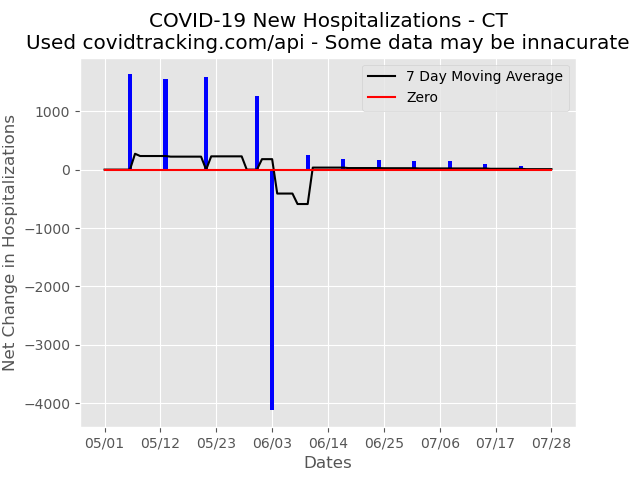 COVID-19 New Hospitalizations - CT
Used covidtracking.com/api - Some data may be innacurate
7 Day Moving Average
Zero
Net Change in Hospitalizations
1000
0
−1000
−2000
−3000
−4000
05/01 05/12 05/23 06/03 06/14 06/25 07/06 07/17 07/28
Dates